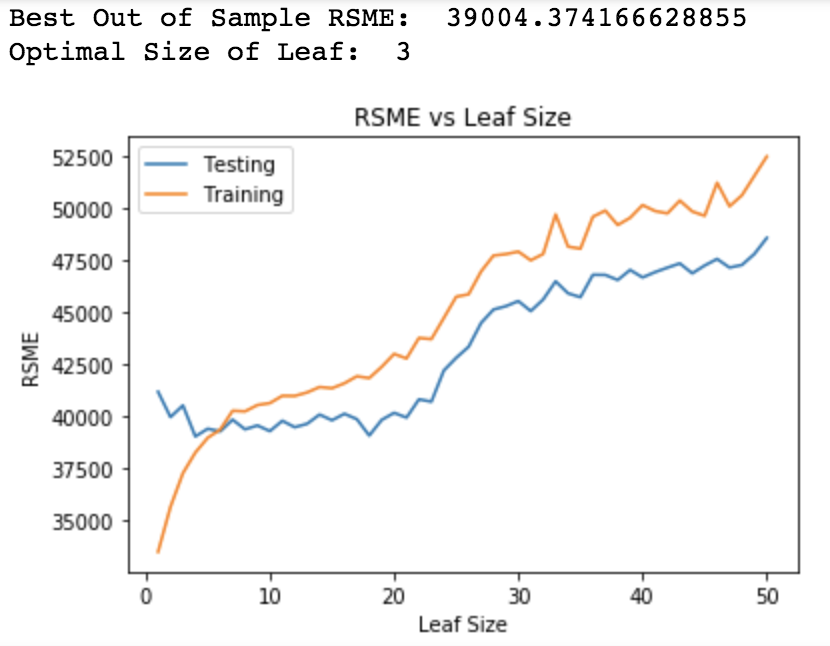 Best Out of Sample RSME:  39004.374166628855
Optimal Size of Leaf:  3
RSME vs Leaf Size
Testing
Training
52500
50000
47500
45000
42500
40000
37500
35000
RSME
0 10 20 30 40 50
Leaf Size